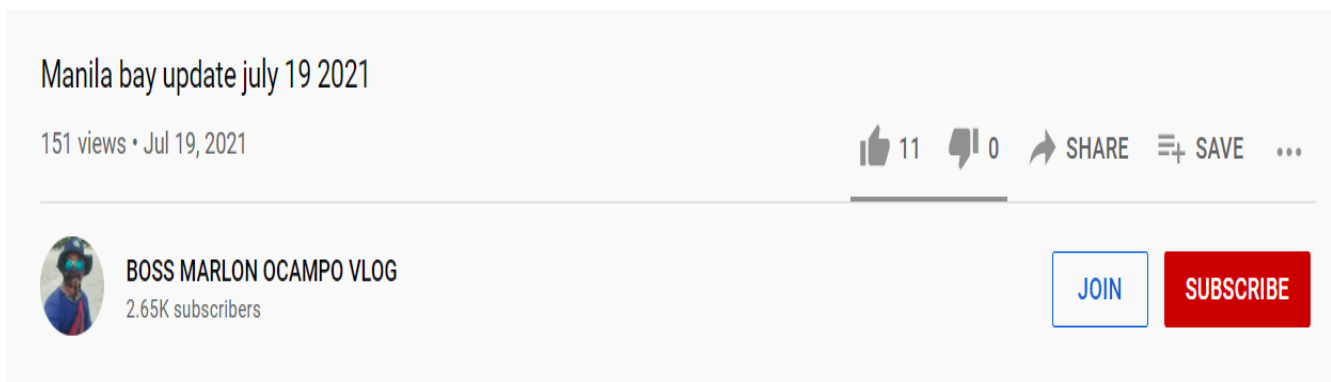 Manila bay update july 19 2021
151 views • Jul 19, 2021
11 0 SHARE SAVE ...
BOSS MARLON OCAMPO VLOG
2.65K subscribers
JOIN SUBSCRIBE